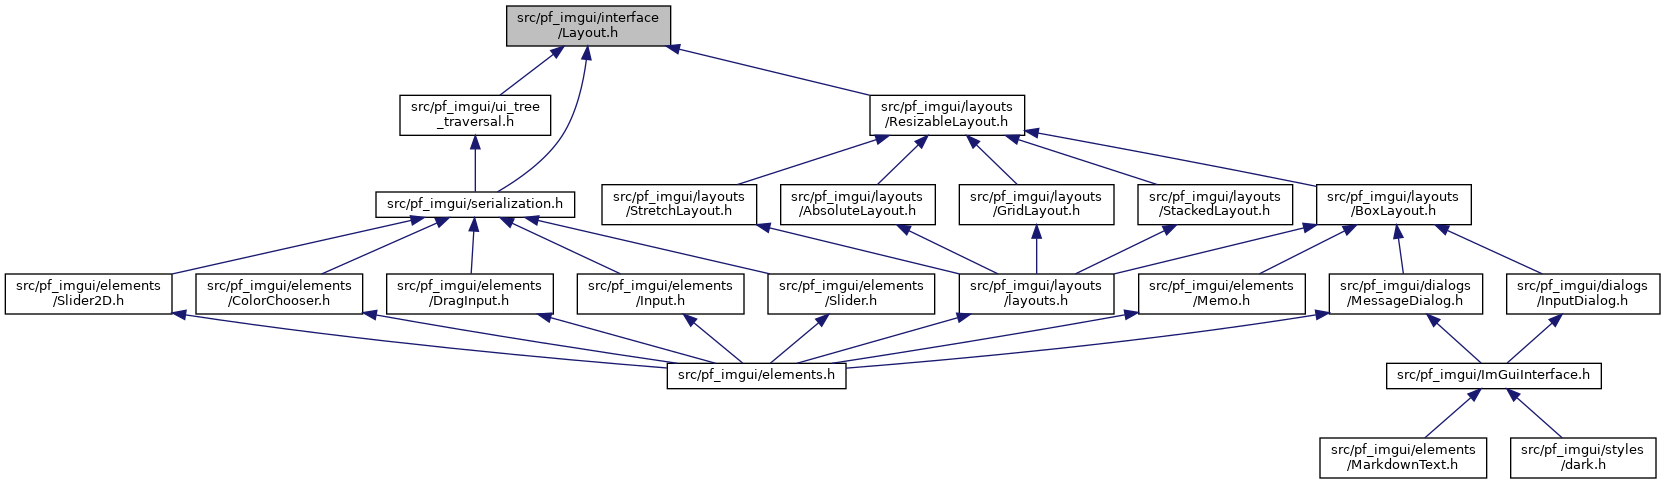 src/pf_imgui/interface
/Layout.h
src/pf_imgui/ui_tree
_traversal.h
src/pf_imgui/layouts
/ResizableLayout.h
src/pf_imgui/serialization.h
src/pf_imgui/layouts
/StretchLayout.h
src/pf_imgui/layouts
/AbsoluteLayout.h
src/pf_imgui/layouts
/GridLayout.h
src/pf_imgui/layouts
/StackedLayout.h
src/pf_imgui/layouts
/BoxLayout.h
src/pf_imgui/elements
/Slider2D.h
src/pf_imgui/elements
/ColorChooser.h
src/pf_imgui/elements
/DragInput.h
src/pf_imgui/elements
/Input.h
src/pf_imgui/elements
/Slider.h
src/pf_imgui/layouts
/layouts.h
src/pf_imgui/elements
/Memo.h
src/pf_imgui/dialogs
/MessageDialog.h
src/pf_imgui/dialogs
/InputDialog.h
src/pf_imgui/elements.h
src/pf_imgui/ImGuiInterface.h
src/pf_imgui/elements
/MarkdownText.h
src/pf_imgui/styles
/dark.h